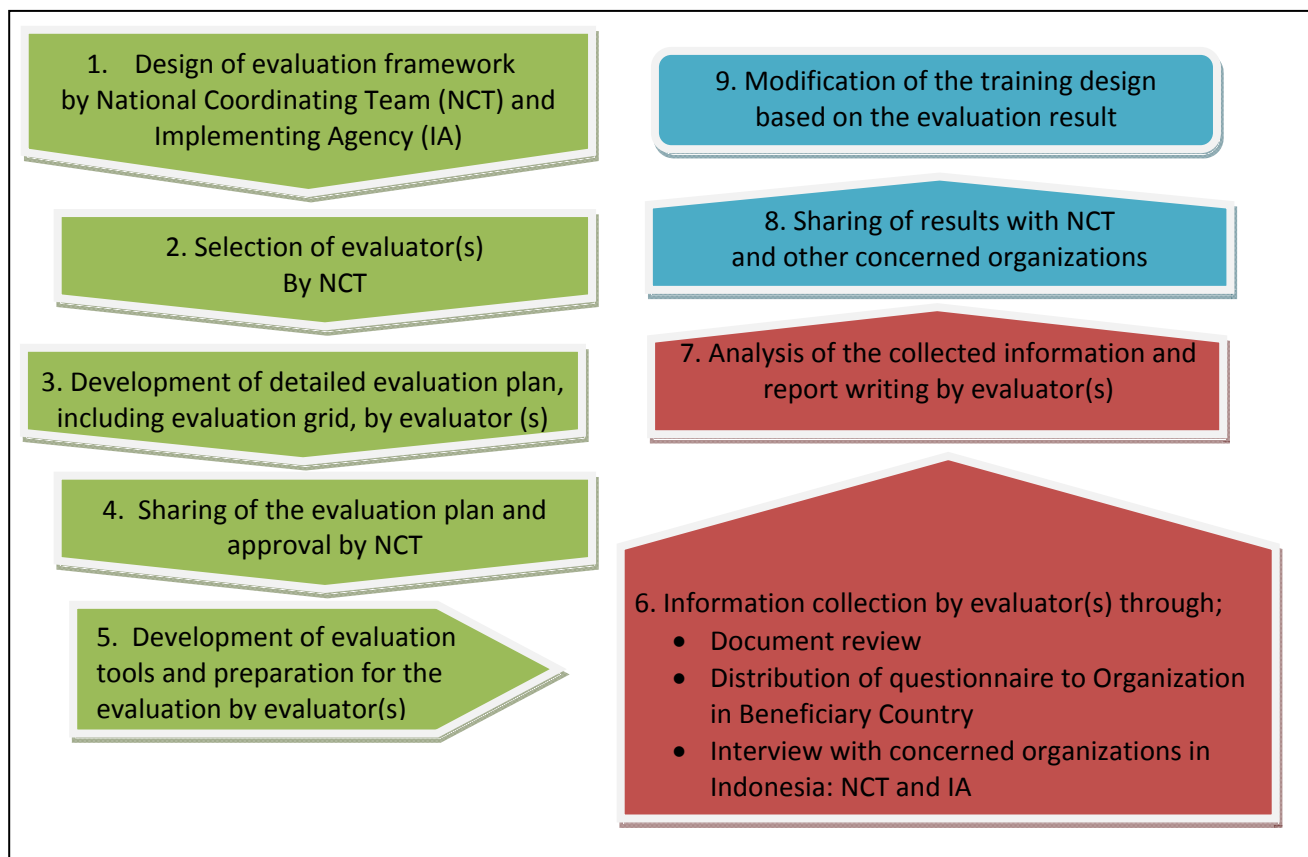 1. Design of evaluation framework
by National Coordinating Team (NCT) and
Implementing Agency (IA)
2. Selection of evaluator(s)
By NCT
3. Development of detailed evaluation plan,
including evaluation grid, by evaluator (s)
4. Sharing of the evaluation plan and
approval by NCT
5. Development of evaluation
tools and preparation for the
evaluation by evaluator(s)
6. Information collection by evaluator(s) through;
• Document review
• Distribution of questionnaire to Organization
in Beneficiary Country
• Interview with concerned organizations in
Indonesia: NCT and IA
7. Analysis of the collected information and
report writing by evaluator(s)
8. Sharing of results with NCT
and other concerned organizations
9. Modification of the training design
based on the evaluation result